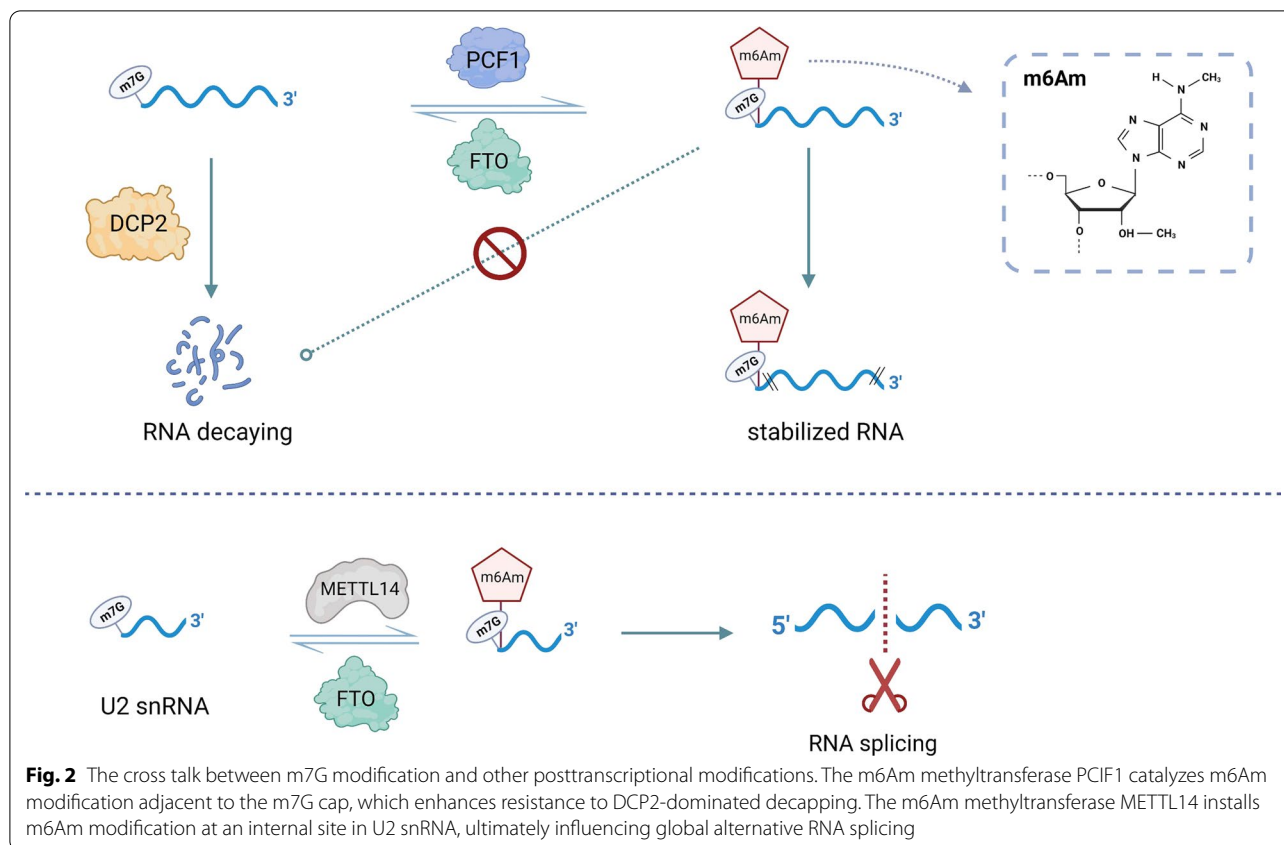 m7G
3'
PCF1
FTO
m6Am
m7G
3'
m6Am
H
N
CH₃
N
N
N
N
O
O
O
OH
CH₃
DCP2
m6Am
m7G
3'
RNA decaying
stabilized RNA
m7G
3'
U2 snRNA
METTL14
FTO
m6Am
m7G
3'
5'
3'
RNA splicing
Fig. 2 The cross talk between m7G modification and other posttranscriptional modifications. The m6Am methyltransferase PCIF1 catalyzes m6Am
modification adjacent to the m7G cap, which enhances resistance to DCP2-dominated decapping. The m6Am methyltransferase METTL14 installs
m6Am modification at an internal site in U2 snRNA, ultimately influencing global alternative RNA splicing